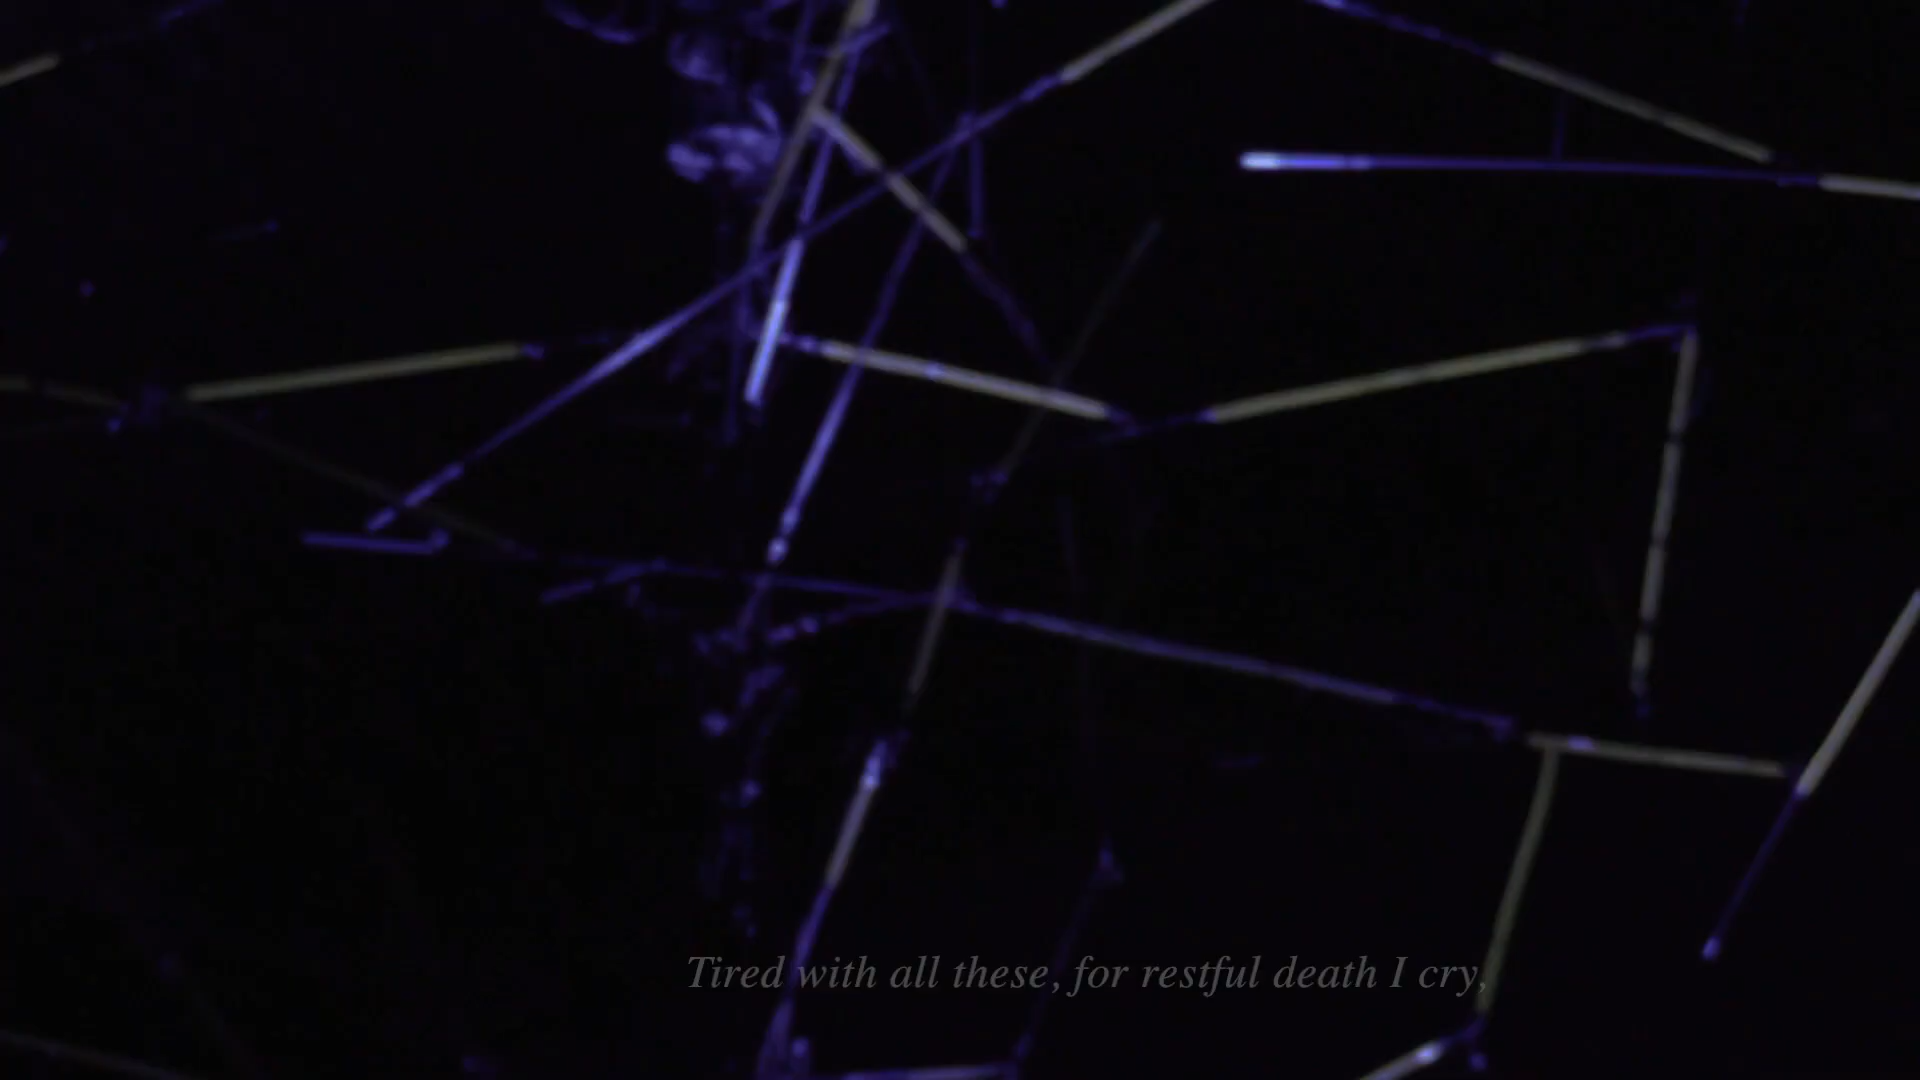 Tired with all these, for restful death I cry,